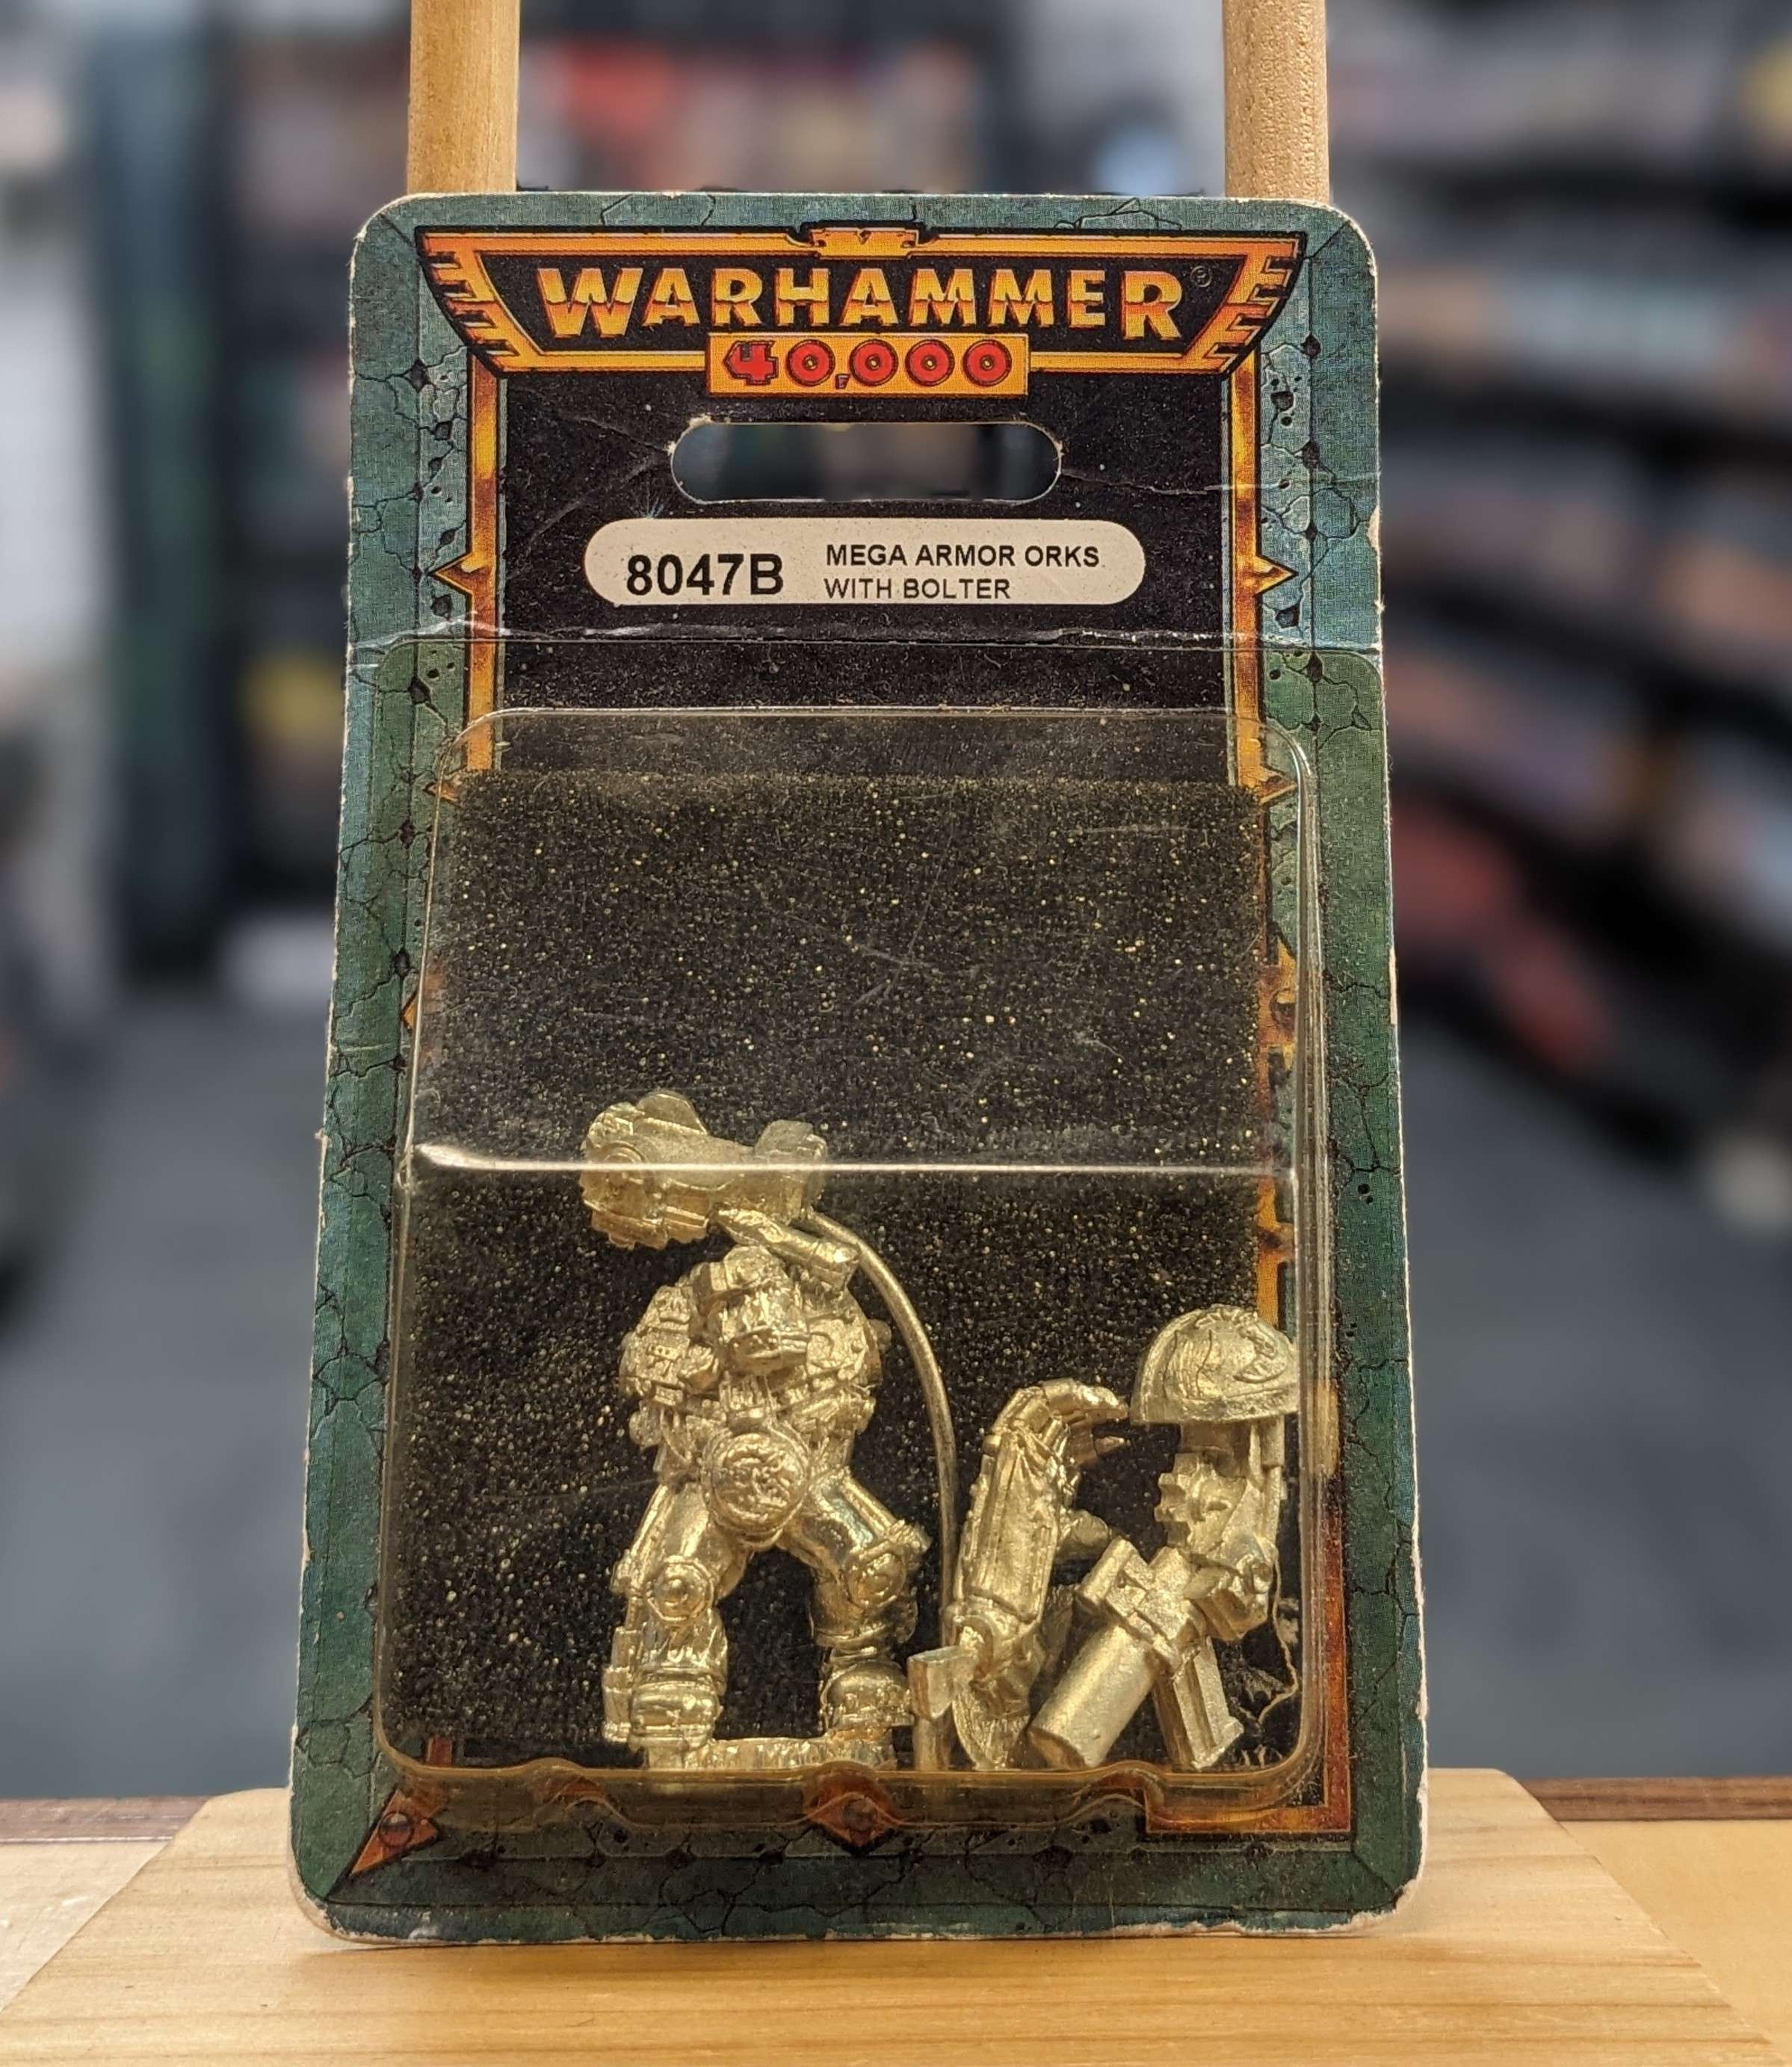 WARHAMMER®
40,000
8047B MEGA ARMOR ORKS
WITH BOLTER